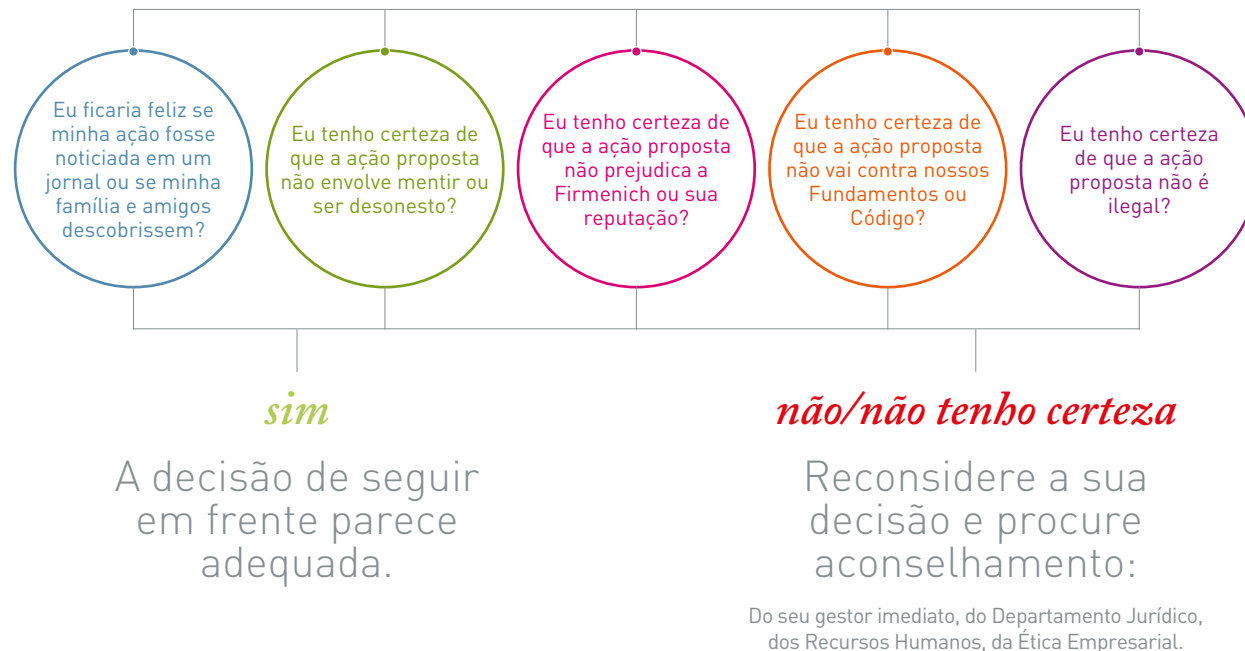 Eu ficaria feliz se
minha ação fosse
noticiada em um
jornal ou se minha
família e amigos
descobrissem?
Eu tenho certeza de
que a ação proposta
não envolve mentir ou
ser desonesto?
Eu tenho certeza de
que a ação proposta
não prejudica a
Firmenich ou sua
reputação?
Eu tenho certeza de
que a ação proposta
não vai contra nossos
Fundamentos ou
Código?
Eu tenho certeza
de que a ação
proposta não é
ilegal?
sim
A decisão de seguir
em frente parece
adequada.
não/não tenho certeza
Reconsidere a sua
decisão e procure
aconselhamento:
Do seu gestor imediato, do Departamento Jurídico,
dos Recursos Humanos, da Ética Empresarial.